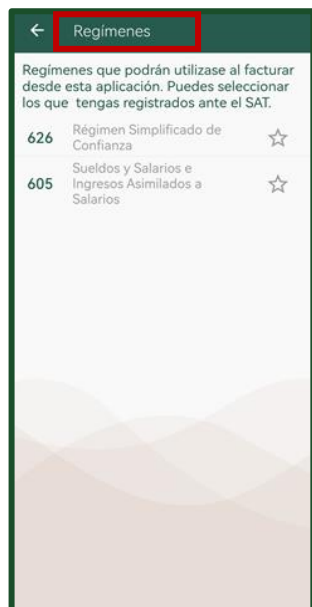 Regímenes
Regímenes que podrán utilizase al facturar
desde esta aplicación. Puedes seleccionar
los que tengas registrados ante el SAT.
626 Régimen Simplificado de
Confianza
605 Sueldos y Salarios e
Ingresos Asimilados a
Salarios